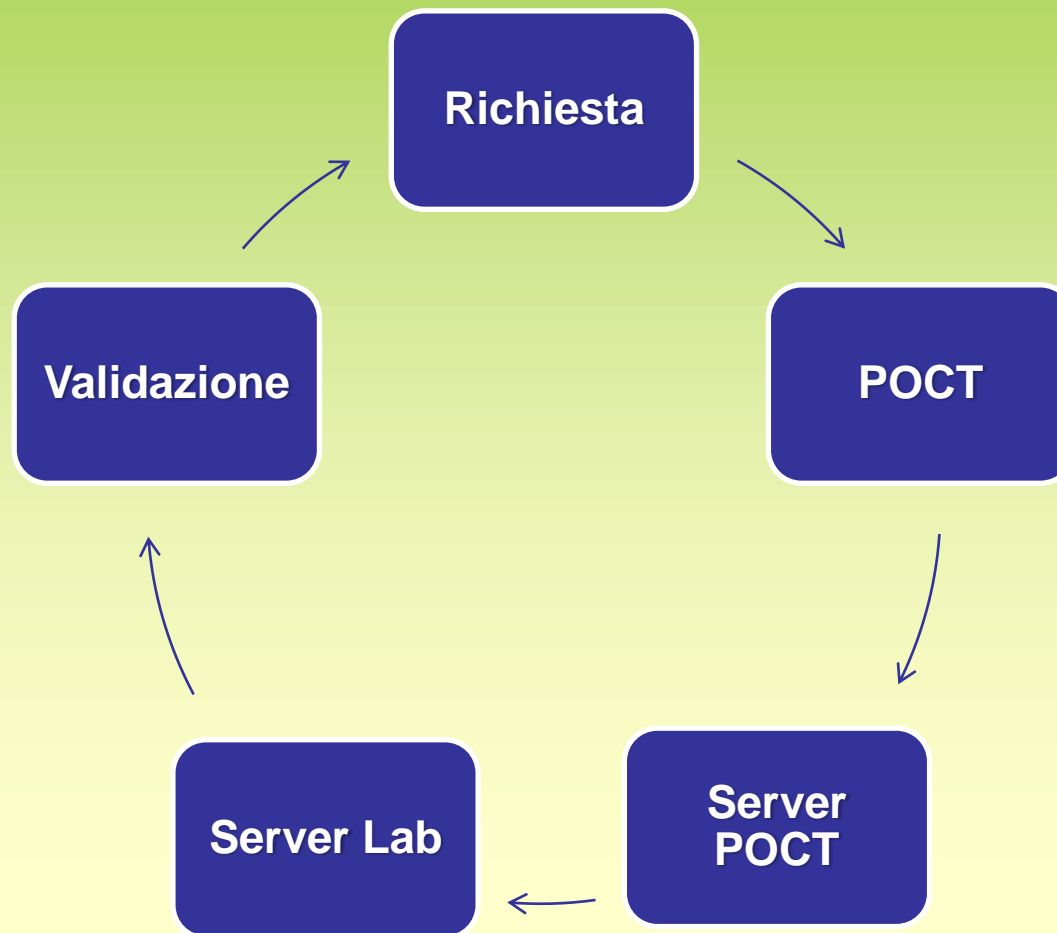 Richiesta
POCT
Server
POCT
Server Lab
Validazione